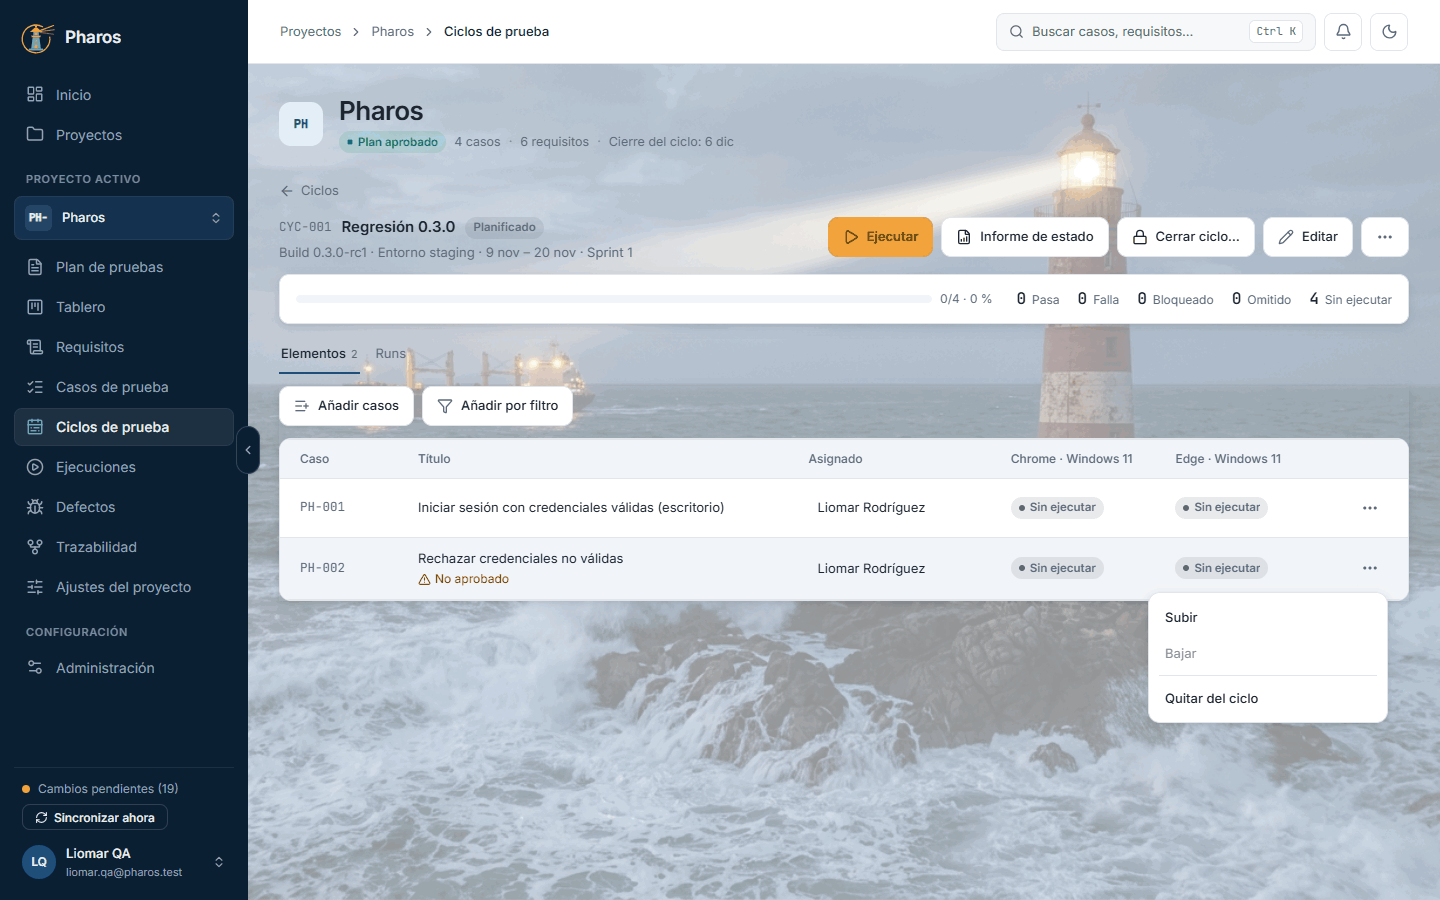 Pharos
Inicio
Proyectos
PROYECTO ACTIVO
PH- Pharos
Plan de pruebas
Tablero
Requisitos
Casos de prueba
Ciclos de prueba
Ejecuciones
Defectos
Trazabilidad
Ajustes del proyecto
CONFIGURACIÓN
Administración
Cambios pendientes (19)
Sincronizar ahora
LQ
Liomar QA
liomar.qa@pharos.test
Proyectos > Pharos > Ciclos de prueba
Buscar casos, requisitos... Ctrl K
PH
Pharos
Plan aprobado 4 casos · 6 requisitos · Cierre del ciclo: 6 dic
Ciclos
CYC-001 Regresión 0.3.0 Planificado
Build 0.3.0-rc1 · Entorno staging · 9 nov – 20 nov · Sprint 1
Ejecutar Informe de estado Cerrar ciclo... Editar
0/4 · 0 % 0 Pasa 0 Falla 0 Bloqueado 0 Omitido 4 Sin ejecutar
Elementos 2 Runs
Añadir casos Añadir por filtro
Caso Título Asignado Chrome · Windows 11 Edge · Windows 11
PH-001 Iniciar sesión con credenciales válidas (escritorio) Liomar Rodríguez Sin ejecutar Sin ejecutar
PH-002 Rechazar credenciales no válidas Liomar Rodríguez Sin ejecutar Sin ejecutar
No aprobado
Subir
Bajar
Quitar del ciclo